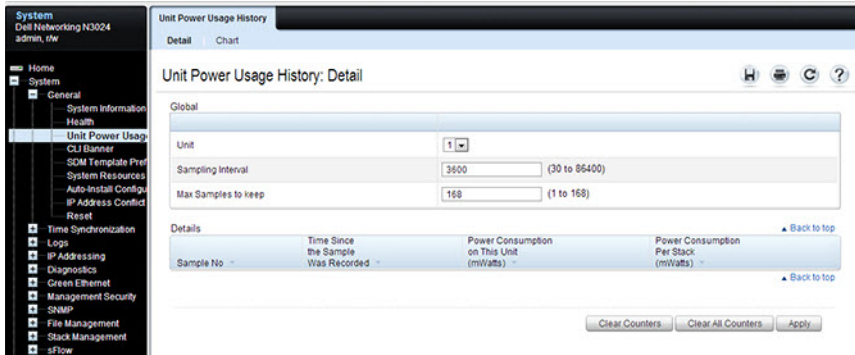 System
Dell Networking N3024
admin, r/w
Home
System
General
System Information
Health
Unit Power Usag
CLI Banner
SDM Template Pref
System Resources
Auto-Install Configu
IP Address Conflict
Reset
Time Synchronization
Logs
IP Addressing
Diagnostics
Green Ethernet
Management Security
SNMP
File Management
Stack Management
sFlow
Unit Power Usage History
Detail Chart
Unit Power Usage History: Detail
Global
Unit 1
Sampling Interval 3600 (30 to 86400)
Max Samples to keep 168 (1 to 168)
Details Back to top
Sample No
Time Since
the Sample
Was Recorded
Power Consumption
on This Unit
(mWatts)
Power Consumption
Per Stack
(mWatts)
Back to top
Clear Counters Clear All Counters Apply